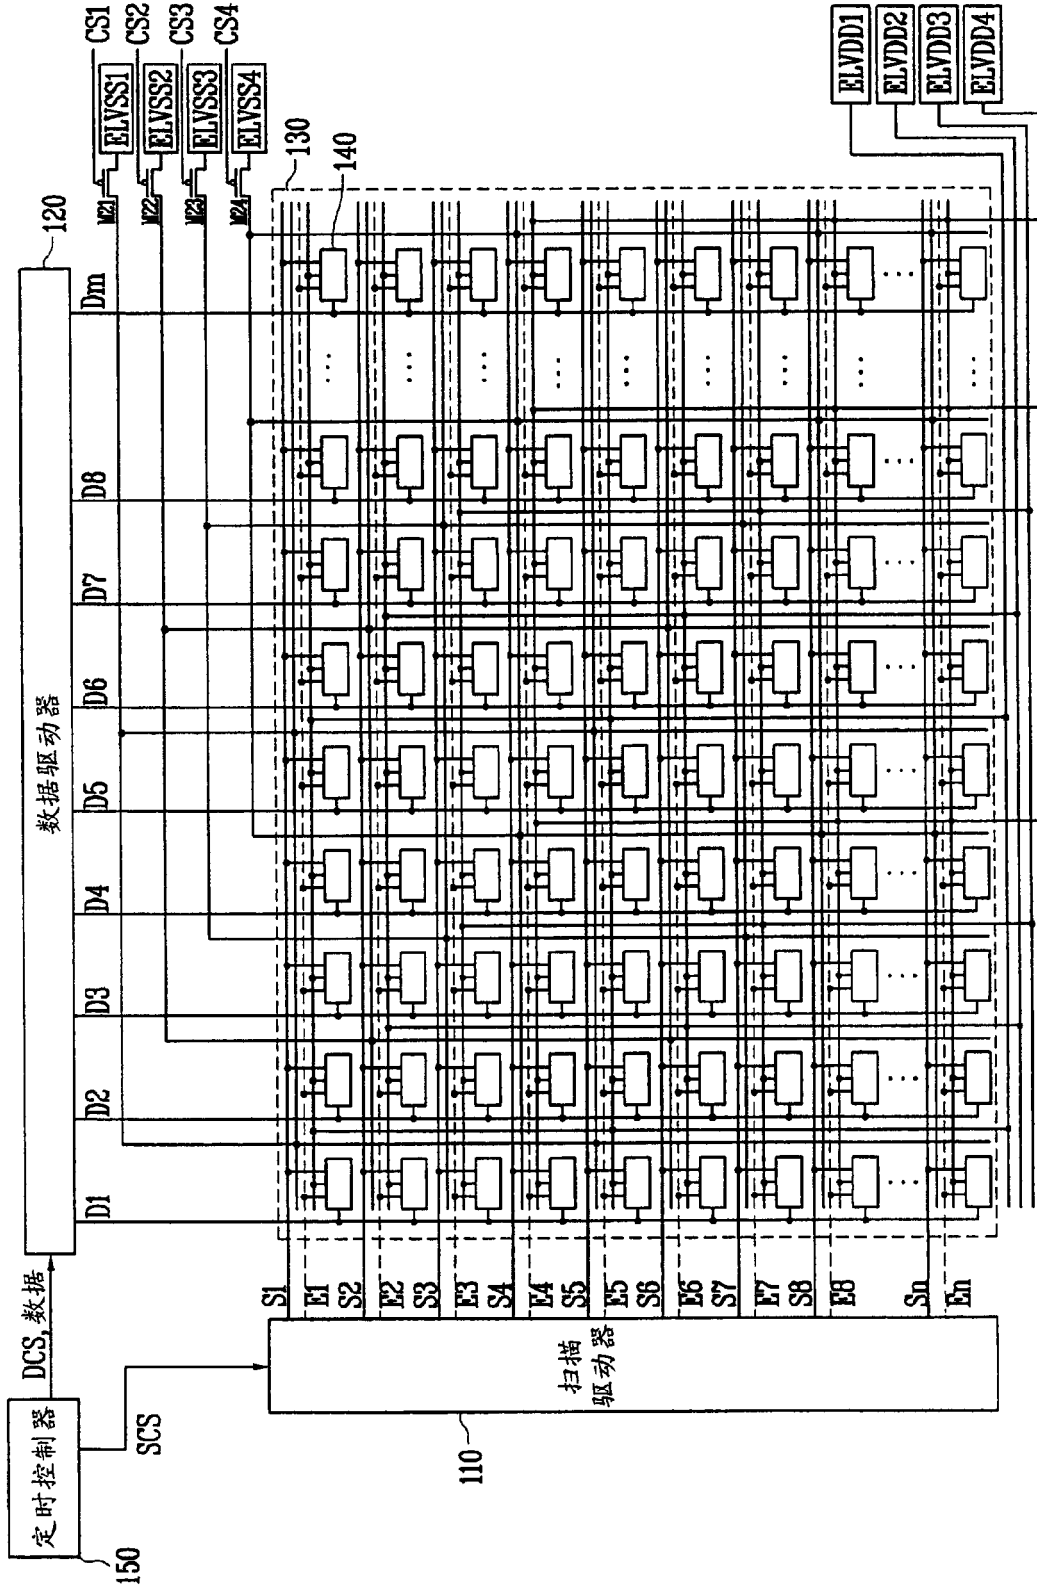 定时控制器
150
DCS,数据
SCS
数据驱动器
120
D1
D2
D3
D4
D5
D6
D7
D8
Dm
CS1
CS2
CS3
CS4
M21
M22
M23
M24
ELVSS1
ELVSS2
ELVSS3
ELVSS4
130
140
扫描
驱动器
110
S1
E1
S2
E2
S3
E3
S4
E4
S5
E5
S6
E6
S7
E7
S8
E8
Sn
En
ELVDD1
ELVDD2
ELVDD3
ELVDD4